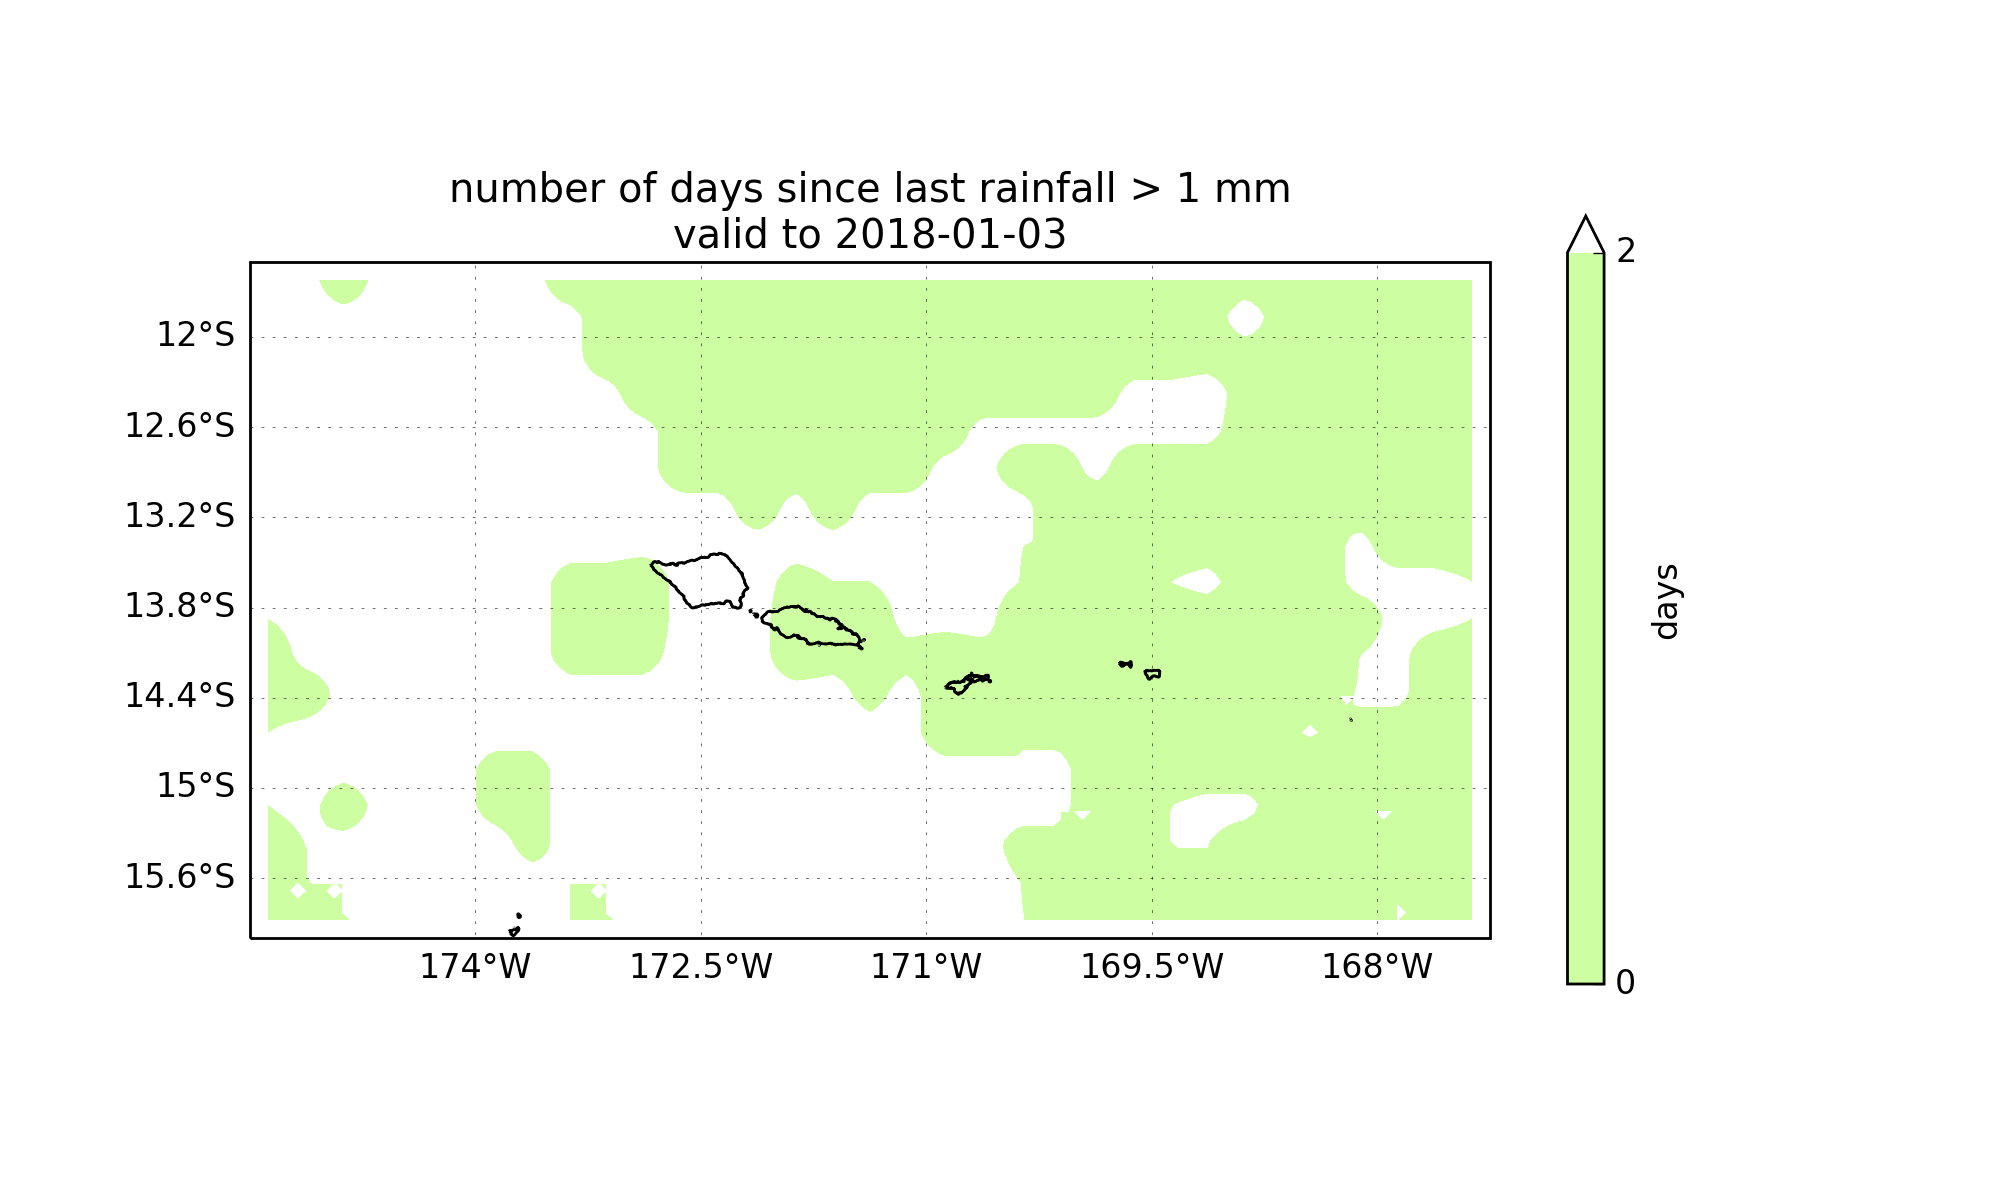 number of days since last rainfall > 1 mm
valid to 2018-01-03
2
12°S
12.6°S
13.2°S
13.8°S
14.4°S
15°S
15.6°S
days
0
174°W 172.5°W 171°W 169.5°W 168°W